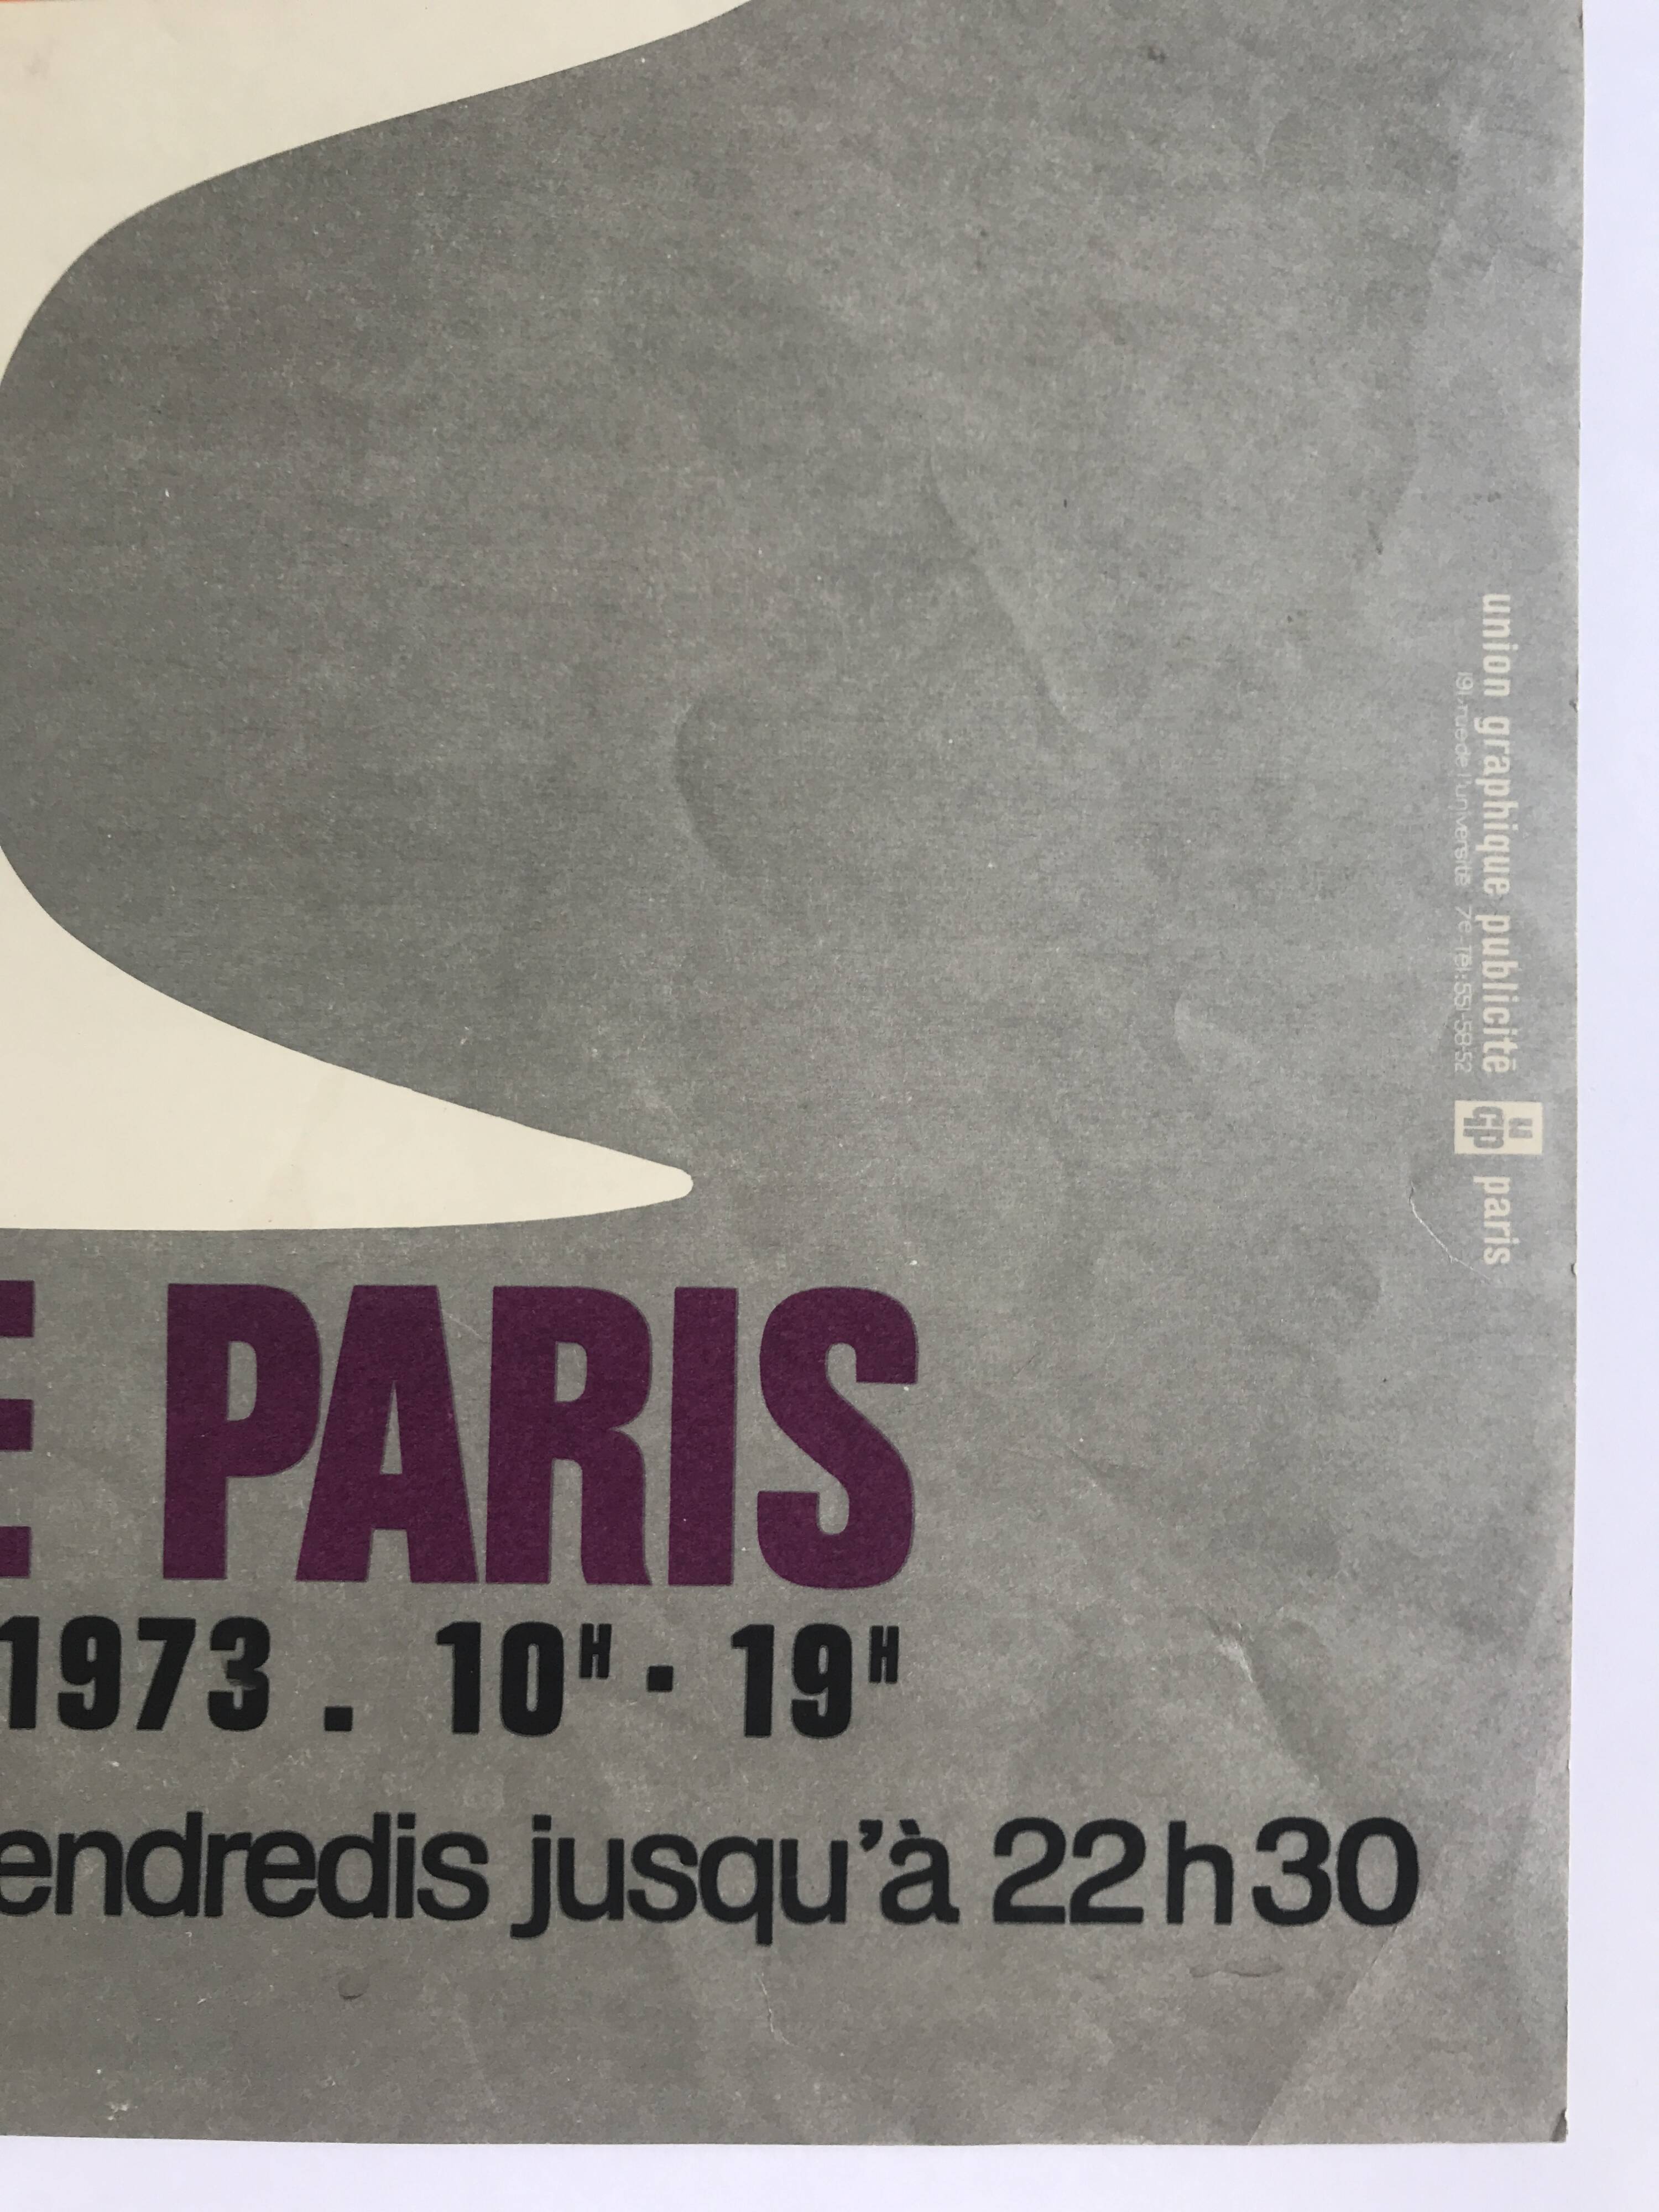 union graphique publicité UGP paris
191, rue de l'université 7e Tél: 551-58-52
E PARIS
1973 . 10H - 19H
endredis jusqu'à 22h30